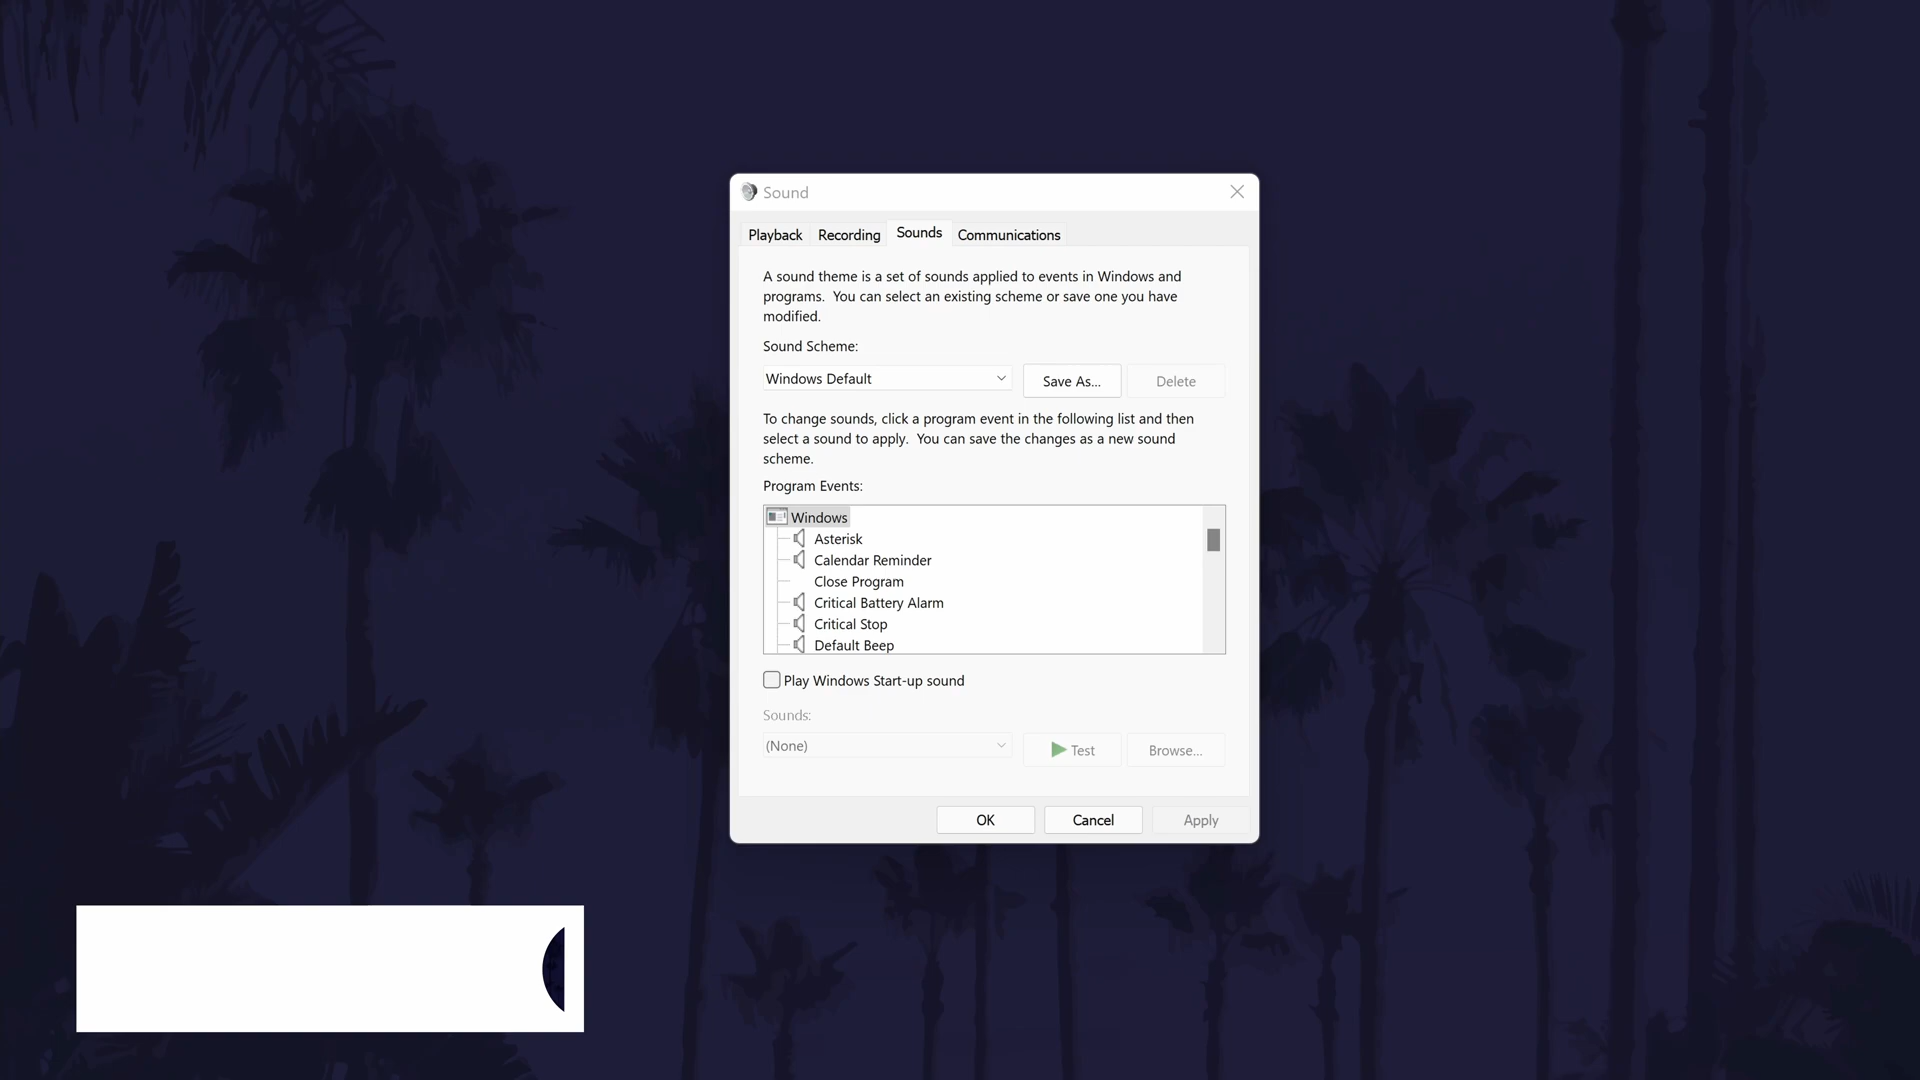 Sound
Playback
Recording
Sounds
Communications
A sound theme is a set of sounds applied to events in Windows and
programs.  You can select an existing scheme or save one you have
modified.
Sound Scheme:
Windows Default
Save As...
Delete
To change sounds, click a program event in the following list and then
select a sound to apply.  You can save the changes as a new sound
scheme.
Program Events:
Windows
Asterisk
Calendar Reminder
Close Program
Critical Battery Alarm
Critical Stop
Default Beep
Play Windows Start-up sound
Sounds:
(None)
Test
Browse...
OK
Cancel
Apply